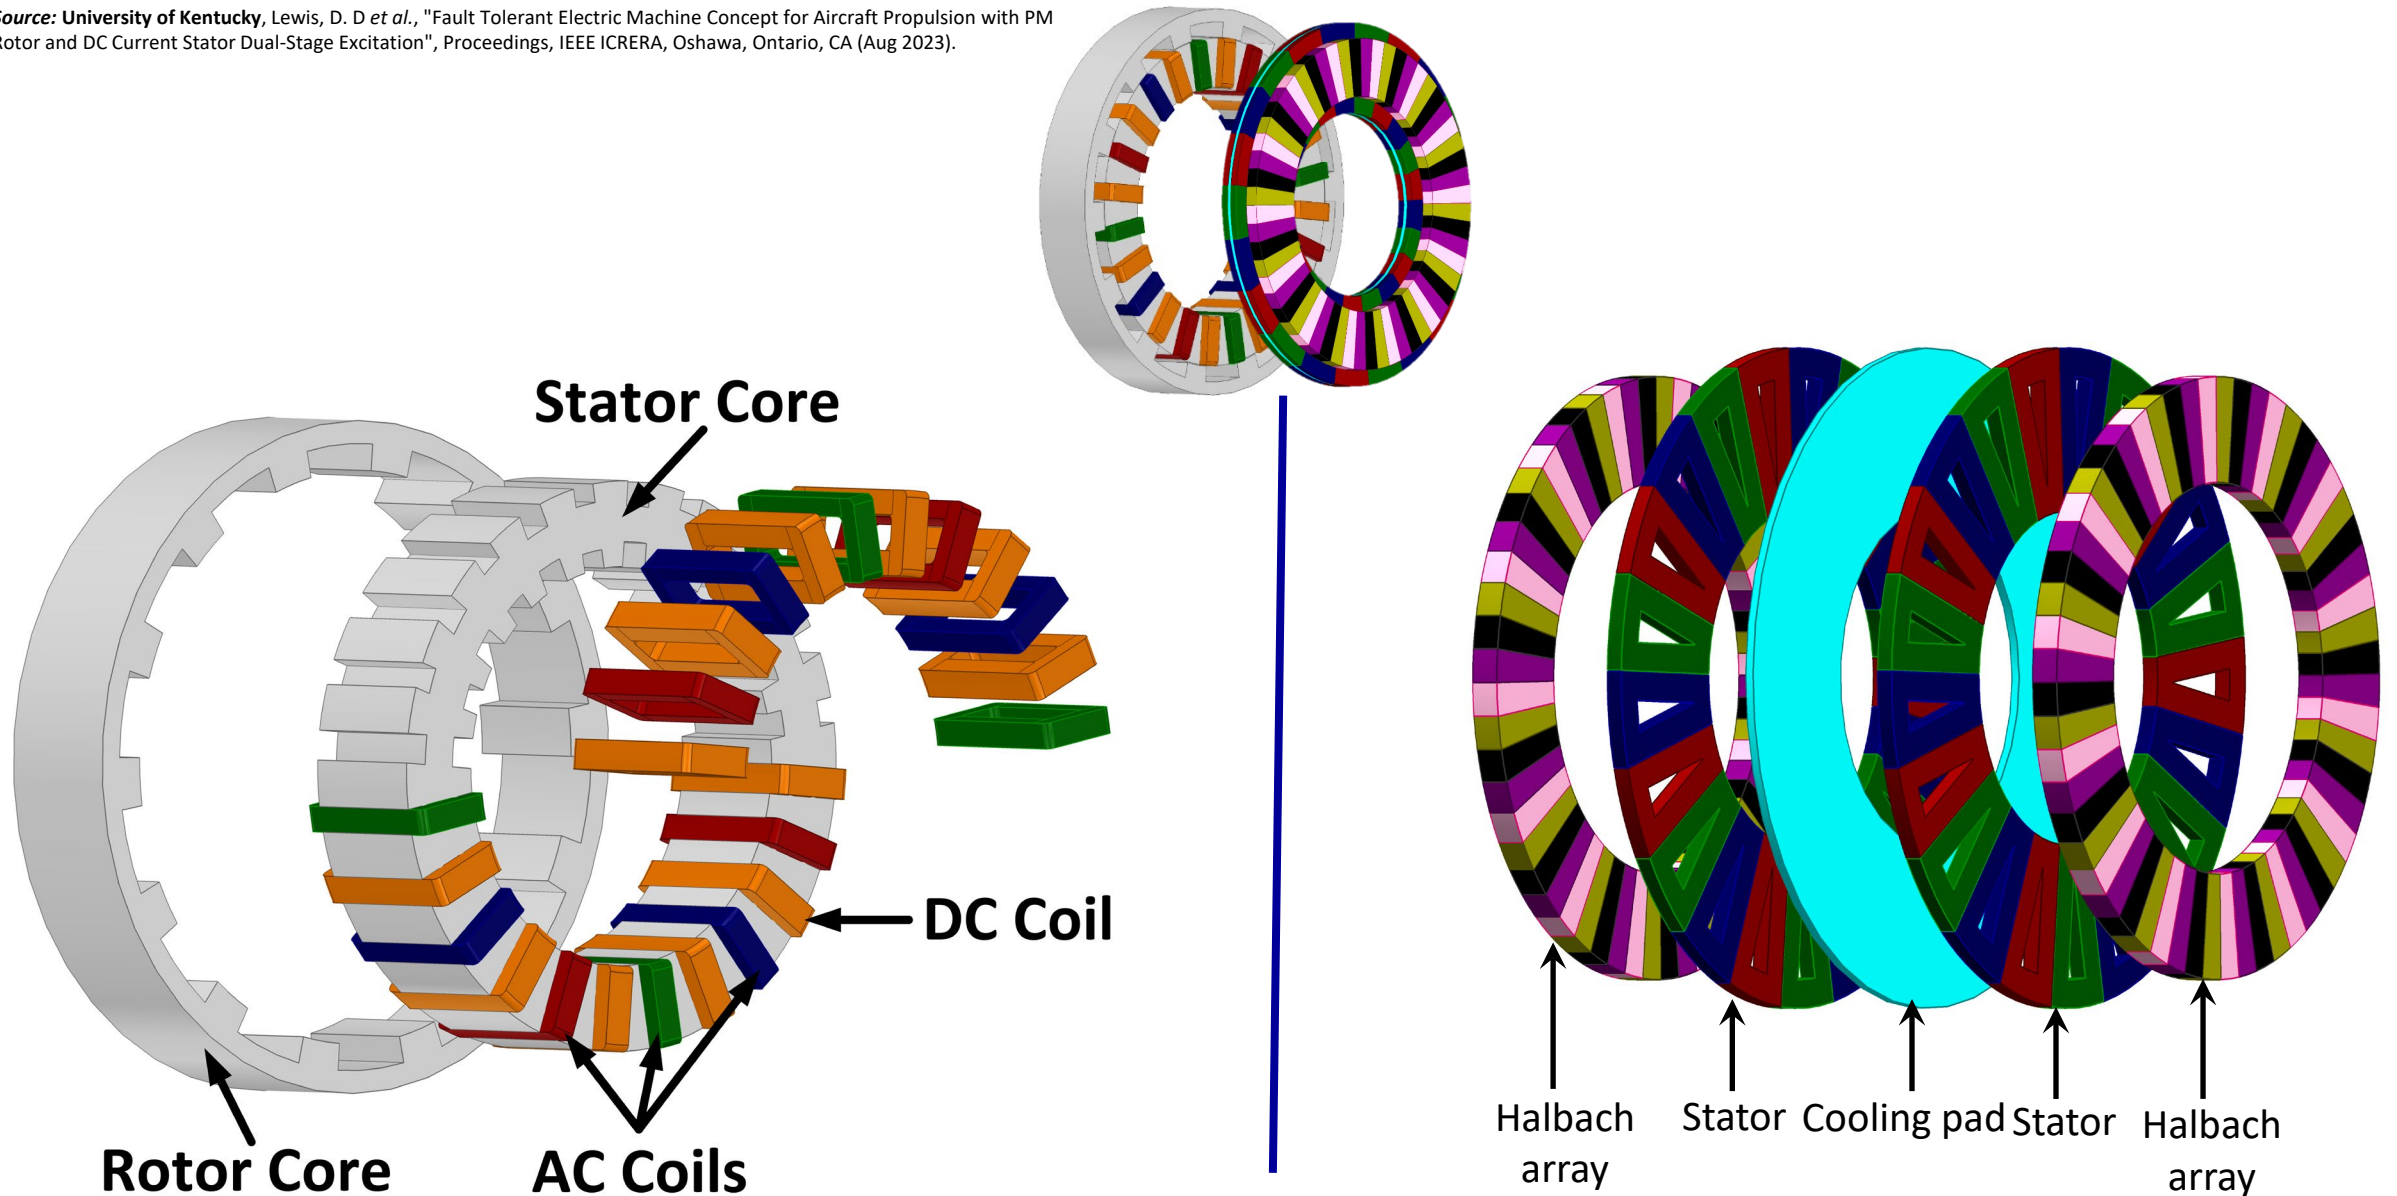 Source: University of Kentucky, Lewis, D. D et al., "Fault Tolerant Electric Machine Concept for Aircraft Propulsion with PM
Rotor and DC Current Stator Dual-Stage Excitation", Proceedings, IEEE ICRERA, Oshawa, Ontario, CA (Aug 2023).
Stator Core
DC Coil
Rotor Core
AC Coils
Halbach
array
Stator
Cooling pad
Stator
Halbach
array